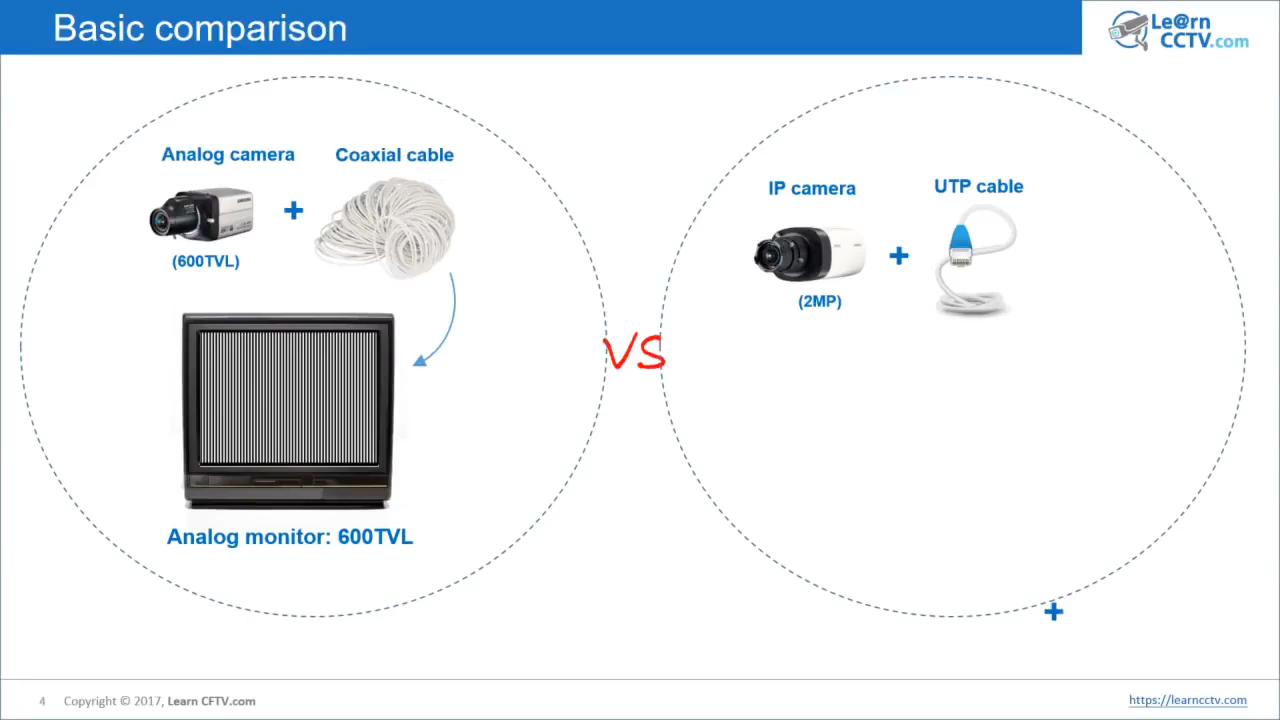 Basic comparison
Le@rn
CCTV.com
Analog camera
Coaxial cable
+
(600TVL)
Analog monitor: 600TVL
VS
IP camera
UTP cable
+
(2MP)
+
4 Copyright © 2017, Learn CFTV.com
https://learncctv.com